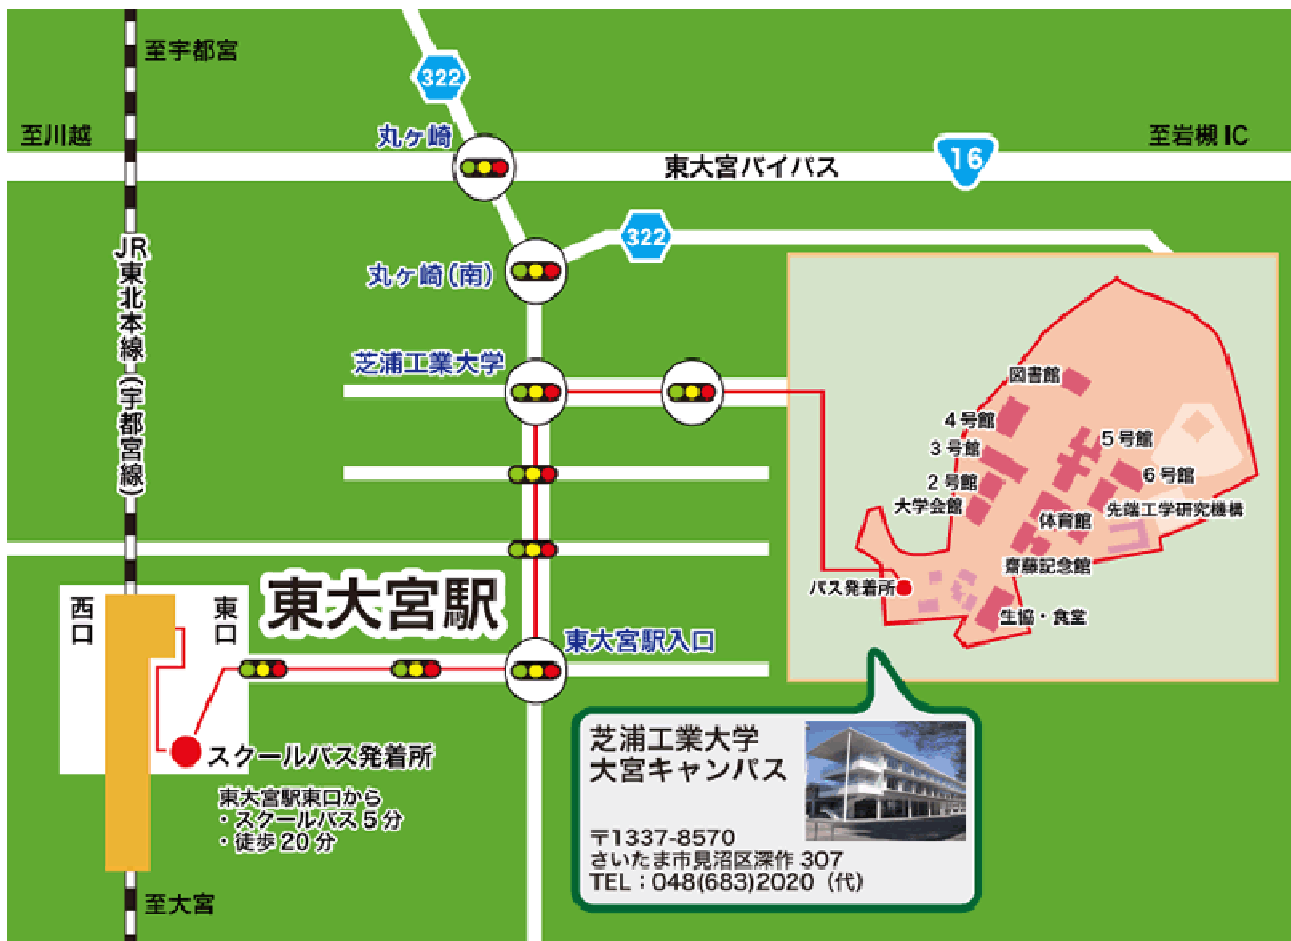 至宇都宮
322
丸ヶ崎
至川越
至岩槻IC
16
東大宮バイパス
322
JR東北本線(宇都宮線)
丸ヶ崎(南)
芝浦工業大学
図書館
4号館
5号館
3号館
6号館
2号館
大学会館
先端工学研究機構
体育館
齋藤記念館
バス発着所
生協・食堂
西口
東口
東大宮駅
東大宮駅入口
スクールバス発着所
東大宮駅東口から
・スクールバス5分
・徒歩20分
芝浦工業大学
大宮キャンパス
〒1337-8570
さいたま市見沼区深作307
TEL：048(683)2020（代）
至大宮